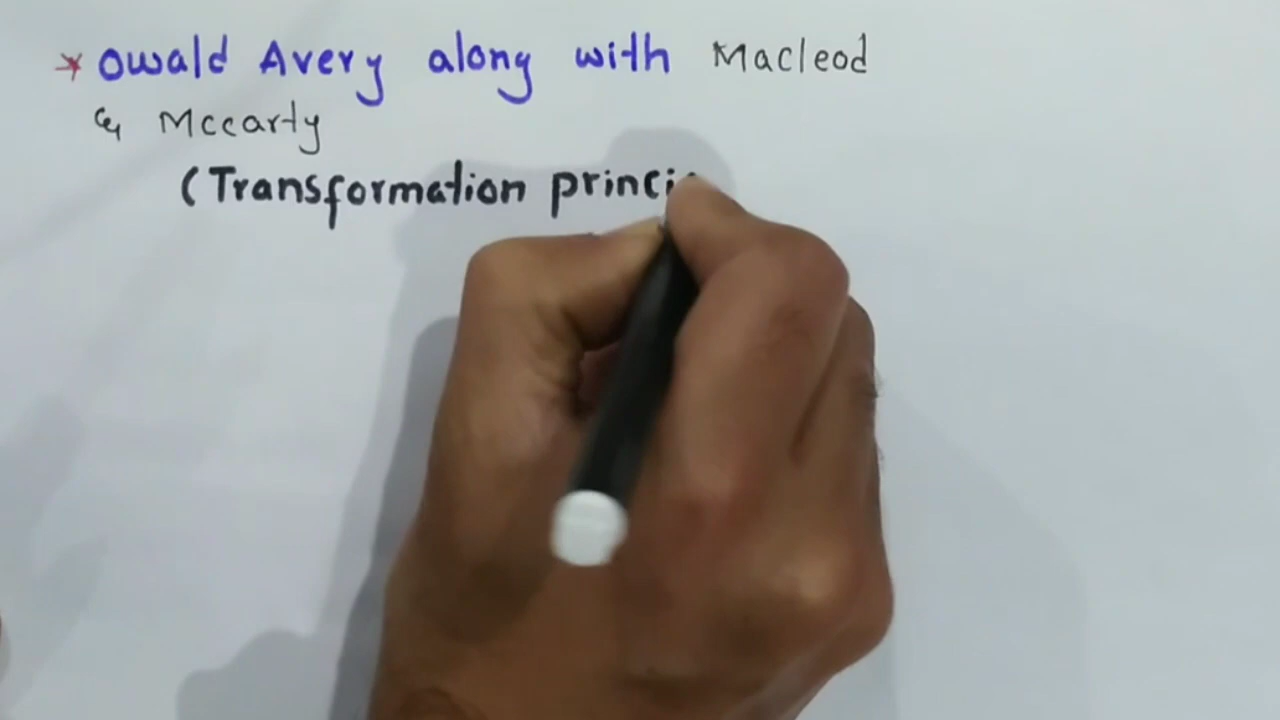 * Owald Avery along with Macleod
& Mccarty
(Transformation princi